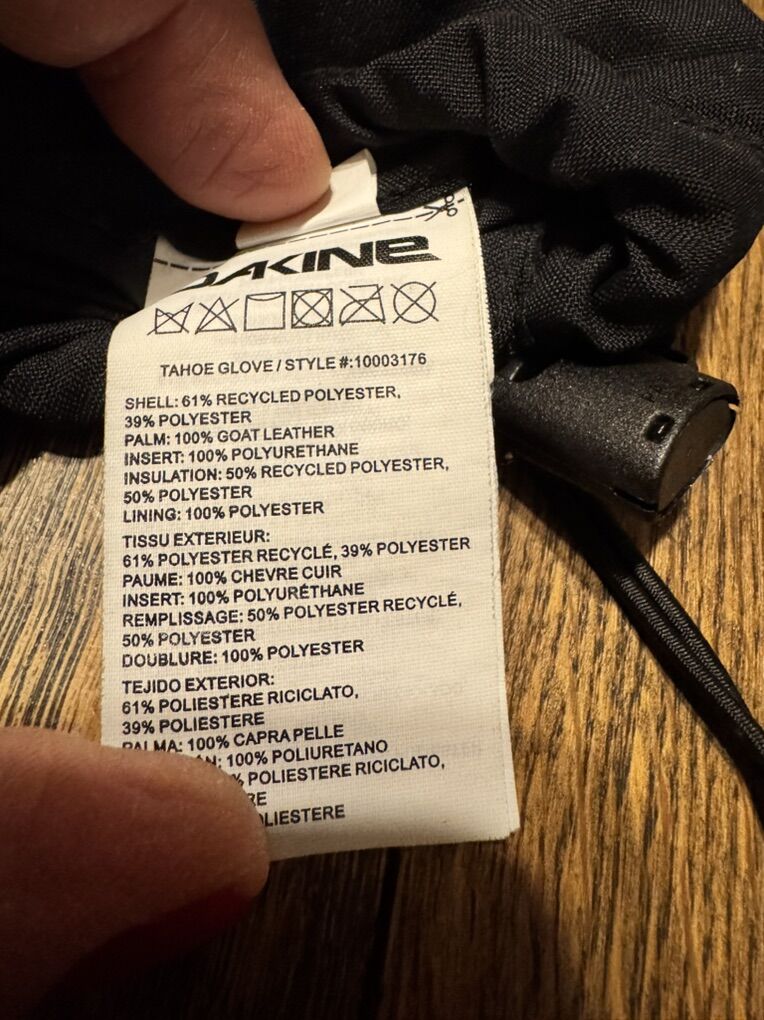 DAKINE
TAHOE GLOVE / STYLE #:10003176
SHELL: 61% RECYCLED POLYESTER,
39% POLYESTER
PALM: 100% GOAT LEATHER
INSERT: 100% POLYURETHANE
INSULATION: 50% RECYCLED POLYESTER,
50% POLYESTER
LINING: 100% POLYESTER
TISSU EXTERIEUR:
61% POLYESTER RECYCLÉ, 39% POLYESTER
PAUME: 100% CHEVRE CUIR
INSERT: 100% POLYURÉTHANE
REMPLISSAGE: 50% POLYESTER RECYCLÉ,
50% POLYESTER
DOUBLURE: 100% POLYESTER
TEJIDO EXTERIOR:
61% POLIESTERE RICICLATO,
39% POLIESTERE
PALMA: 100% CAPRA PELLE
100% POLIURETANO
% POLIESTERE RICICLATO,